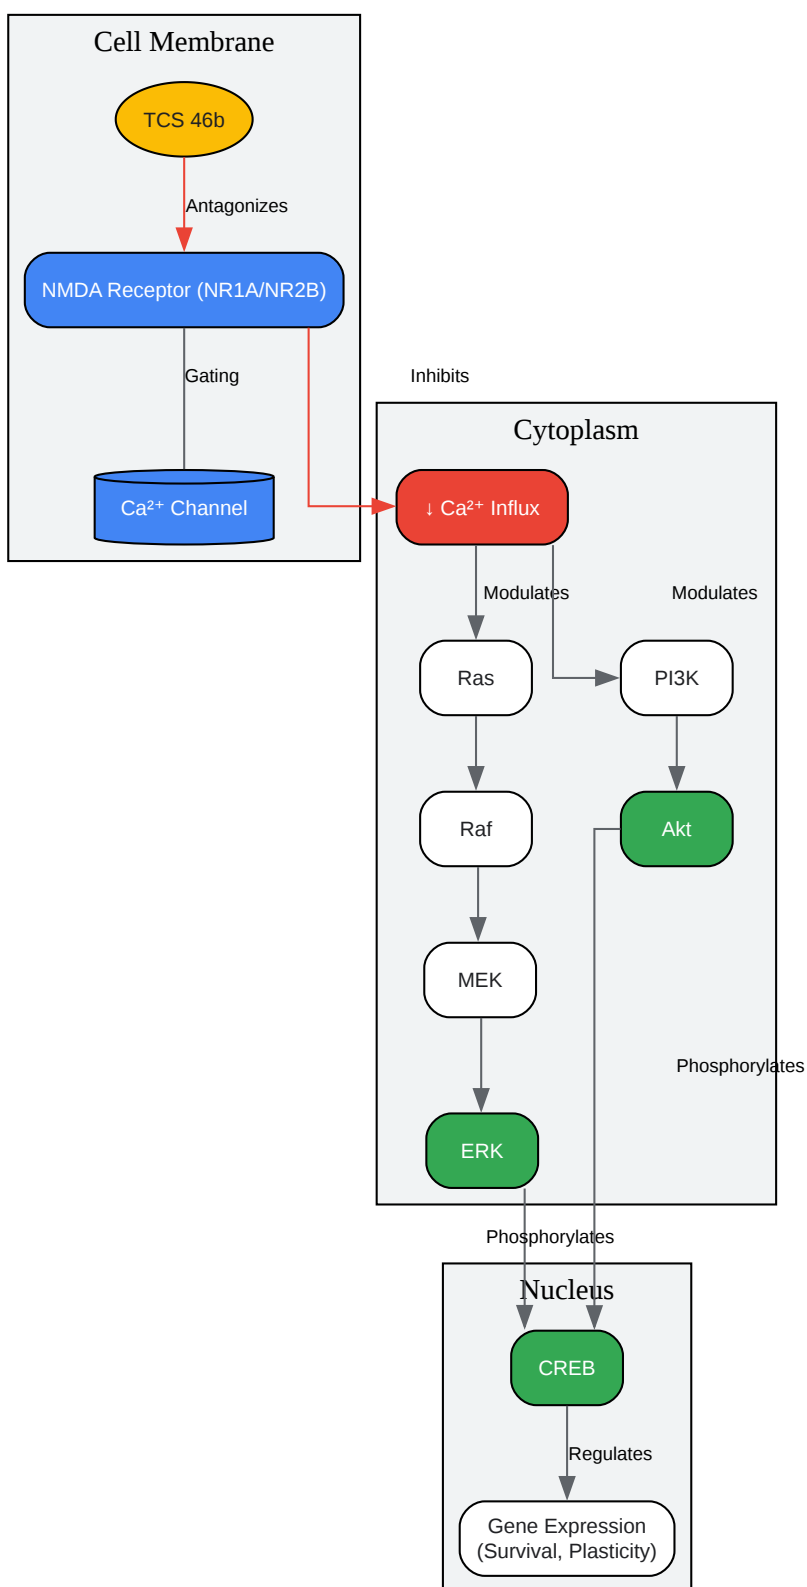 Cell Membrane
TCS 46b
Antagonizes
NMDA Receptor (NR1A/NR2B)
Gating
Inhibits
Cytoplasm
Ca²⁺ Channel
↓ Ca²⁺ Influx
Modulates
Modulates
Ras
PI3K
Raf
Akt
MEK
Phosphorylates
ERK
Phosphorylates
Nucleus
CREB
Regulates
Gene Expression
(Survival, Plasticity)